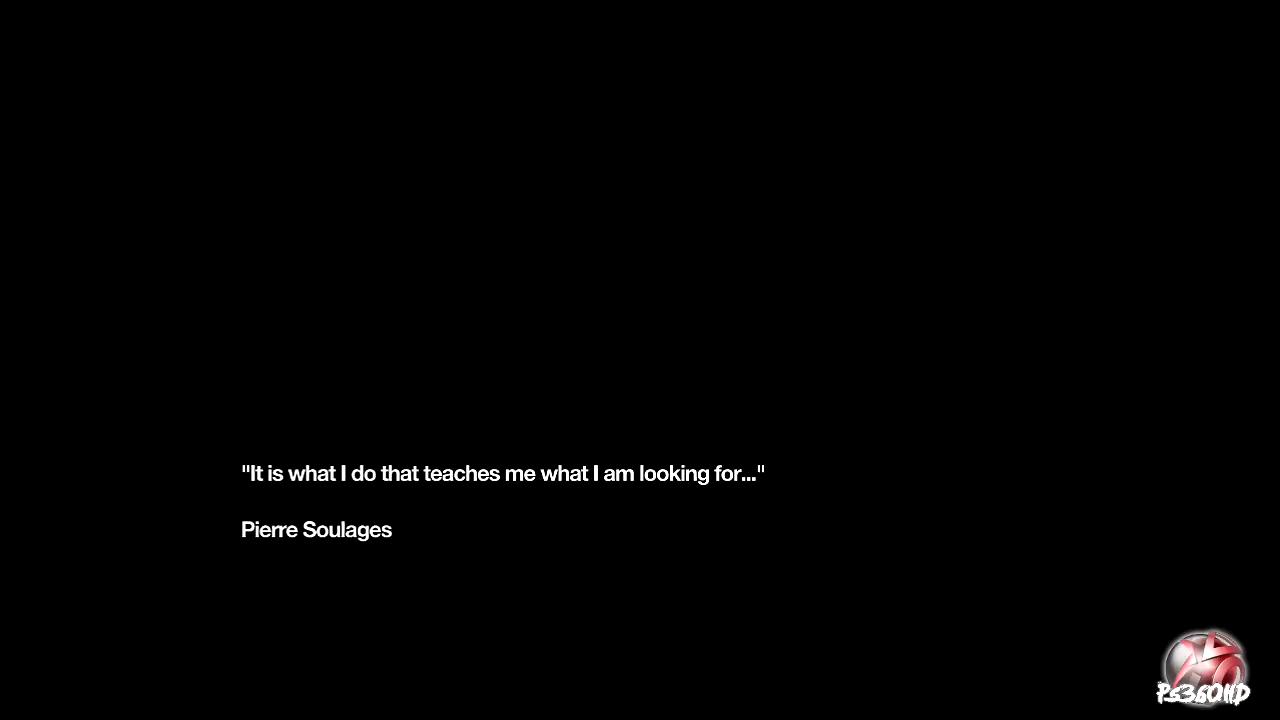 "It is what I do that teaches me what I am looking for..."
Pierre Soulages
Ps360HD